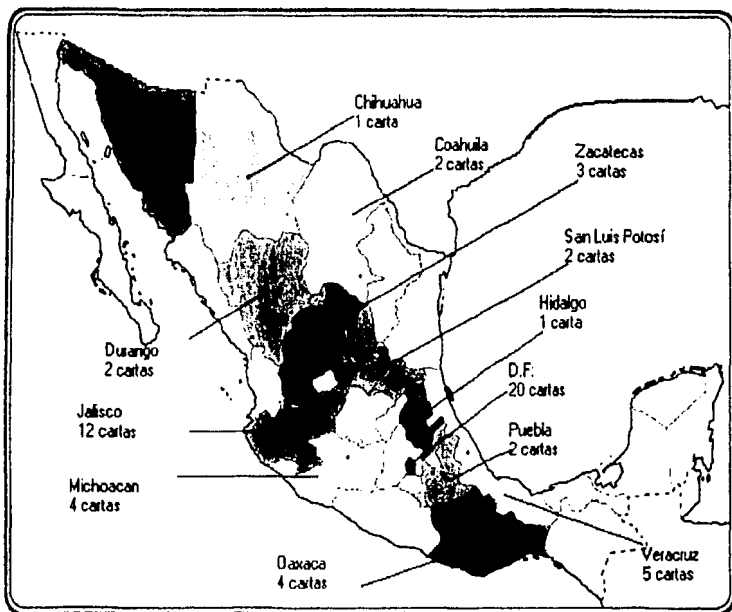 Chihuahua
1 carta
Coahuila
2 cartas
Zacatecas
3 cartas
San Luis Potosí
2 cartas
Hidalgo
1 carta
Durango
2 cartas
D.F.
20 cartas
Jalisco
12 cartas
Puebla
2 cartas
Michoacan
4 cartas
Oaxaca
4 cartas
Veracruz
5 cartas